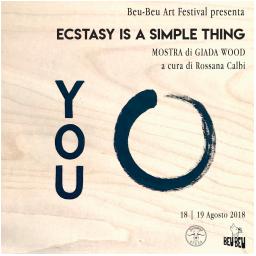 Beu-Beu Art Festival presenta
ECSTASY IS A SIMPLE THING
MOSTRA di GIADA WOOD
a cura di Rossana Calbi
YOU
18 | 19 Agosto 2018
BEU BEU